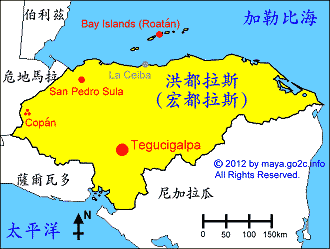 伯利兹
Bay Islands (Roatán)
加勒比海
危地馬拉
La Ceiba
San Pedro Sula
洪都拉斯
(宏都拉斯)
Copán
Tegucigalpa
© 2012 by maya.go2c.info
All Rights Reserved.
薩爾瓦多
尼加拉瓜
太平洋
N
0 50 100 150km